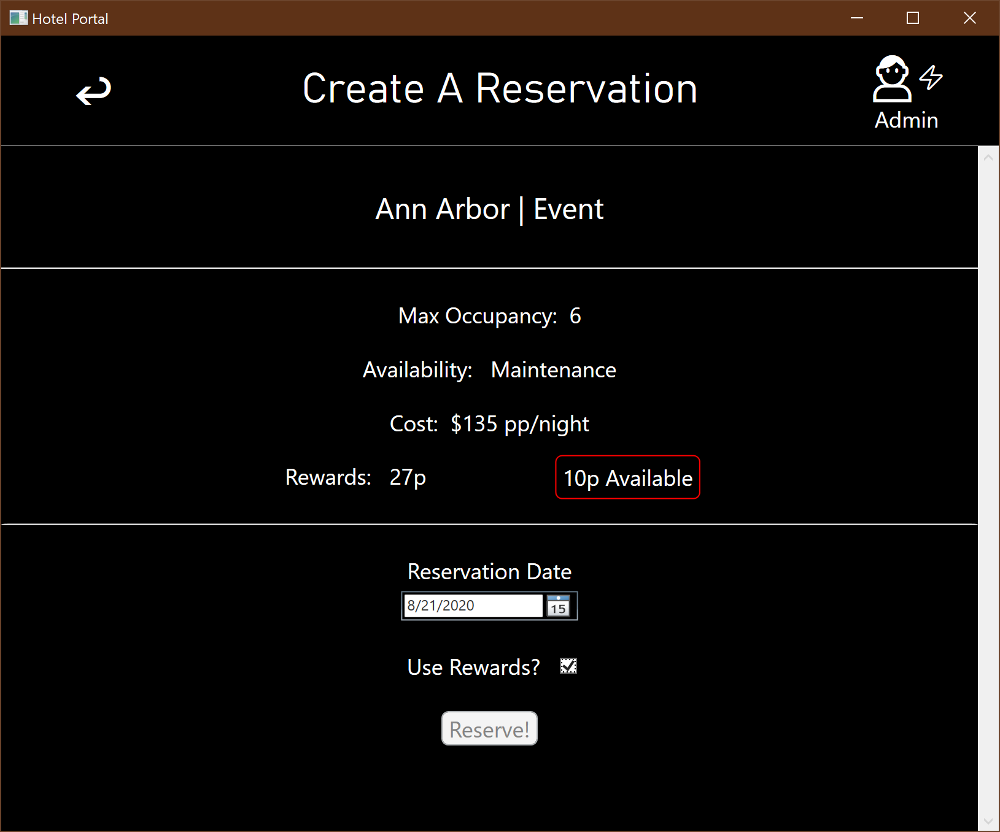 Hotel Portal
Create A Reservation
Admin
Ann Arbor | Event
Max Occupancy: 6
Availability: Maintenance
Cost: $135 pp/night
Rewards: 27p 10p Available
Reservation Date
8/21/2020 15
Use Rewards?
Reserve!